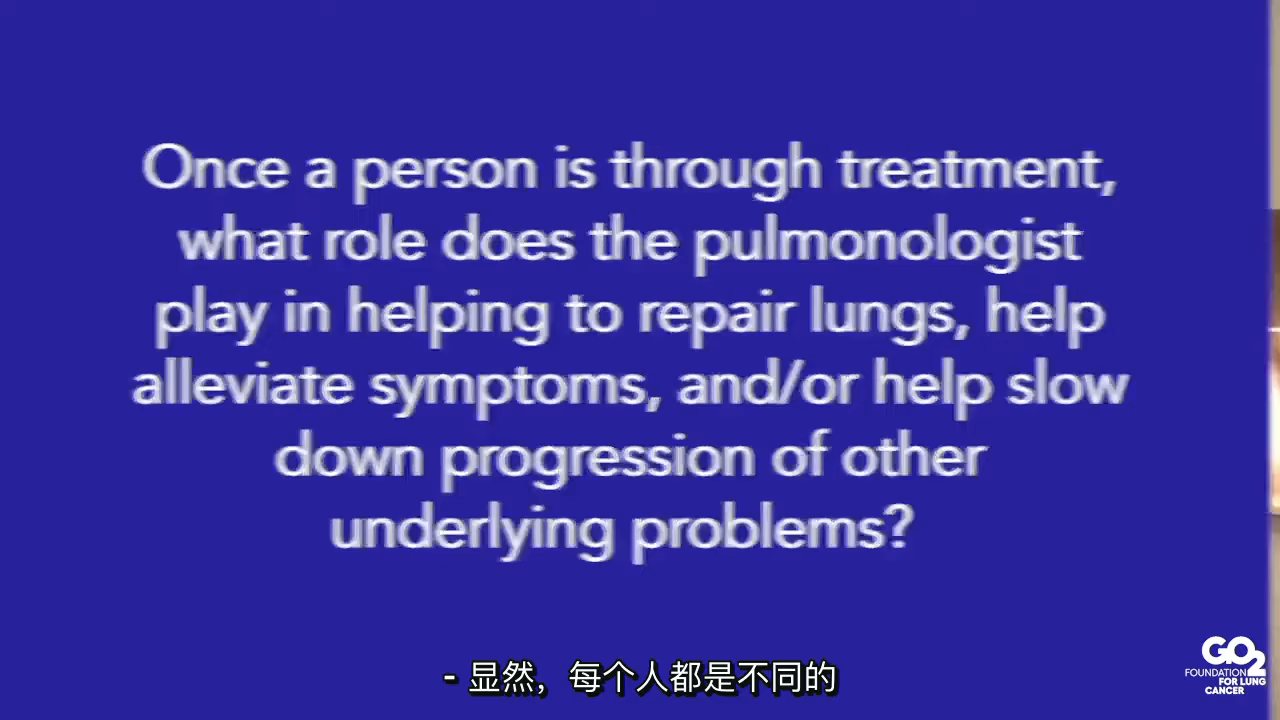 Once a person is through treatment,
what role does the pulmonologist
play in helping to repair lungs, help
alleviate symptoms, and/or help slow
down progression of other
underlying problems?
- 显然，每个人都是不同的
GO2
FOUNDATION
FOR LUNG
CANCER